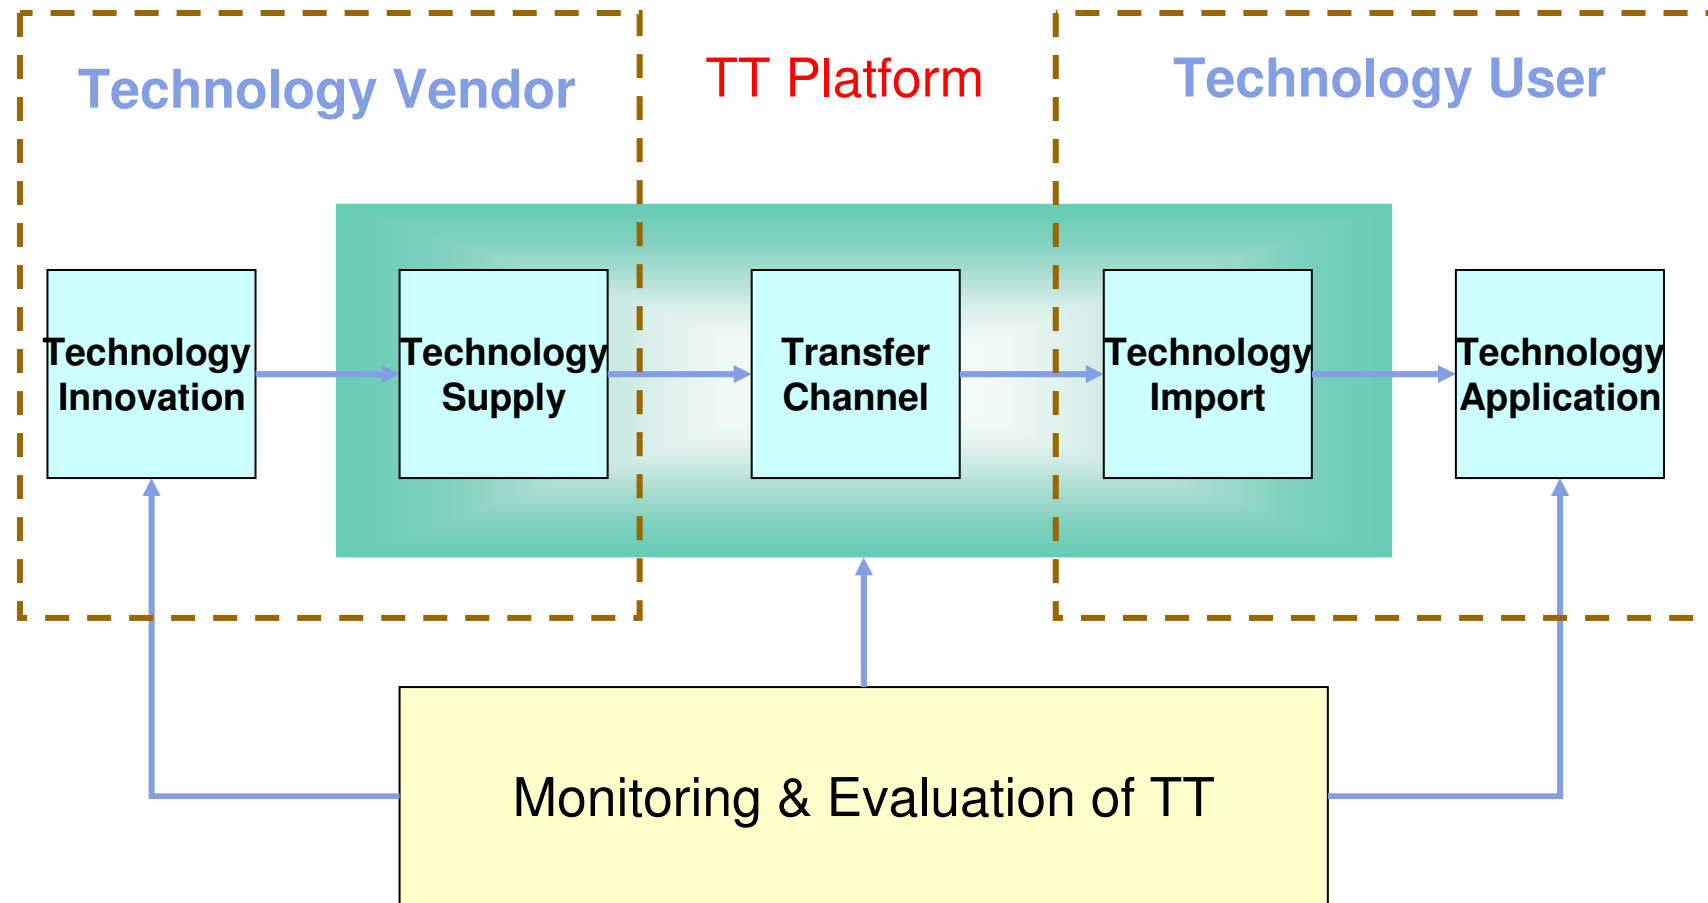 Technology Vendor
TT Platform
Technology User
Technology
Innovation
Technology
Supply
Transfer
Channel
Technology
Import
Technology
Application
Monitoring & Evaluation of TT